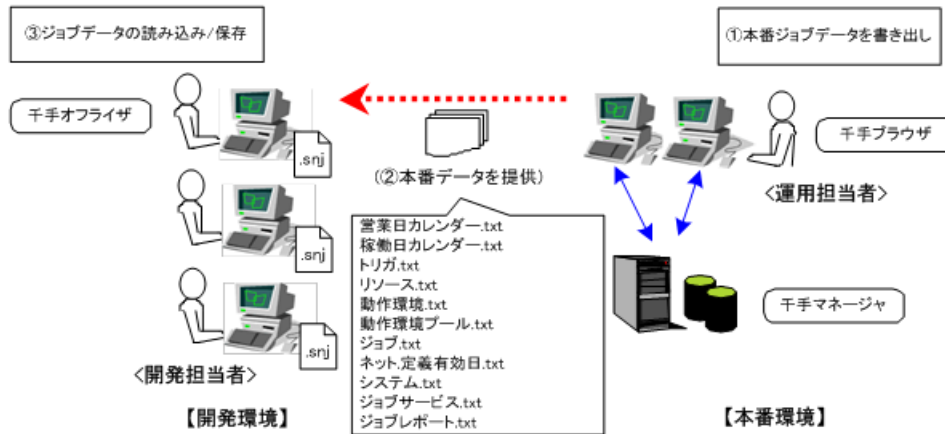 ③ジョブデータの読み込み/保存
①本番ジョブデータを書き出し
千手オフライザ
.snj
千手ブラウザ
(②本番データを提供)
<運用担当者>
.snj
営業日カレンダー.txt
稼働日カレンダー.txt
トリガ.txt
リソース.txt
動作環境.txt
動作環境プール.txt
ジョブ.txt
ネット.定義有効日.txt
システム.txt
ジョブサービス.txt
ジョブレポート.txt
千手マネージャ
.snj
<開発担当者>
【開発環境】
【本番環境】